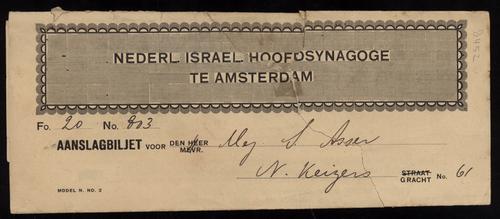 NEDERL. ISRAEL. HOOFDSYNAGOGE
TE AMSTERDAM
Fo. 20 No. 803
AANSLAGBILJET VOOR DEN HEER
MEVR. Mej S. Asser
N. Keizers STRAAT
GRACHT No. 61
MODEL N. NO. 2